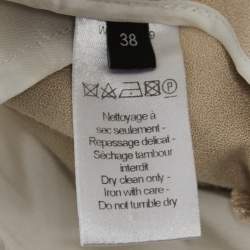 38
P
Nettoyage à
sec seulement -
Repassage délicat -
Séchage tambour
interdit
Dry clean only -
Iron with care -
Do not tumble dry